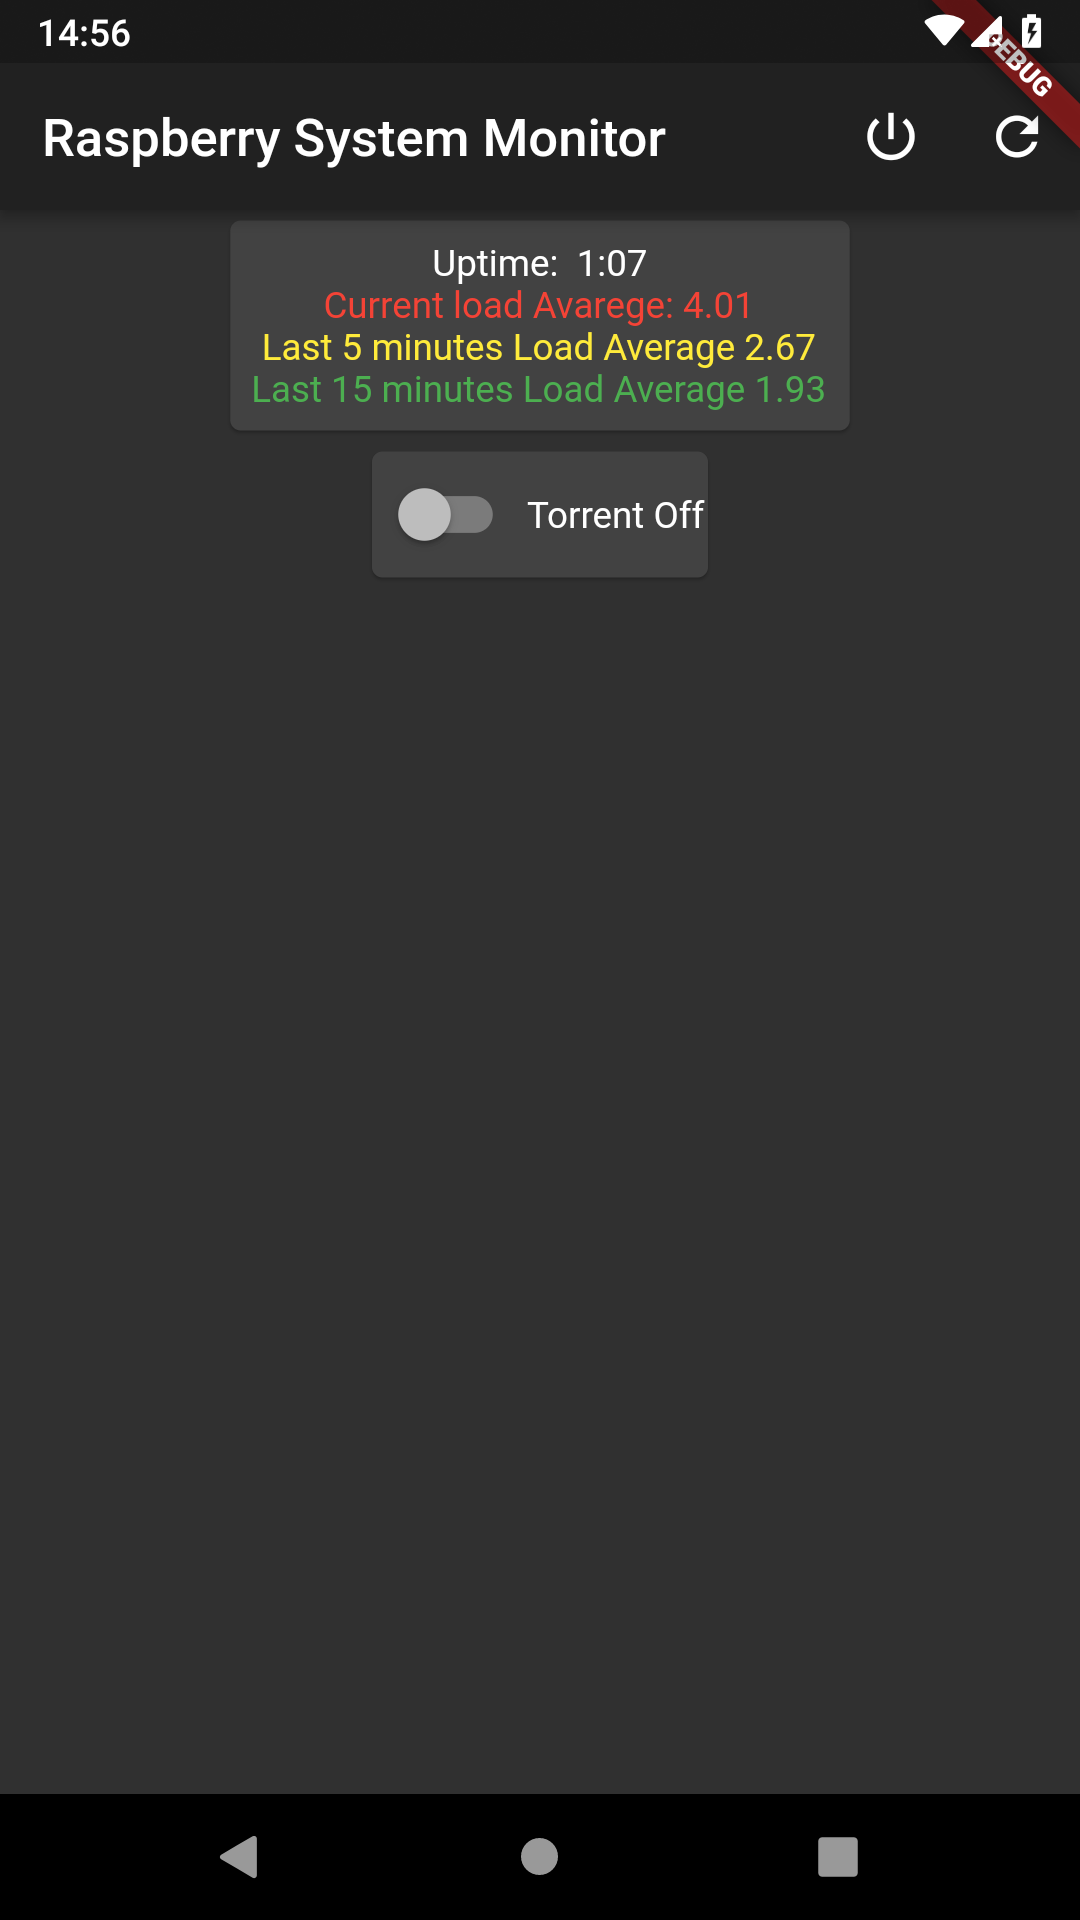 14:56
DEBUG
Raspberry System Monitor
Uptime:  1:07
Current load Avarege: 4.01
Last 5 minutes Load Average 2.67
Last 15 minutes Load Average 1.93
Torrent Off